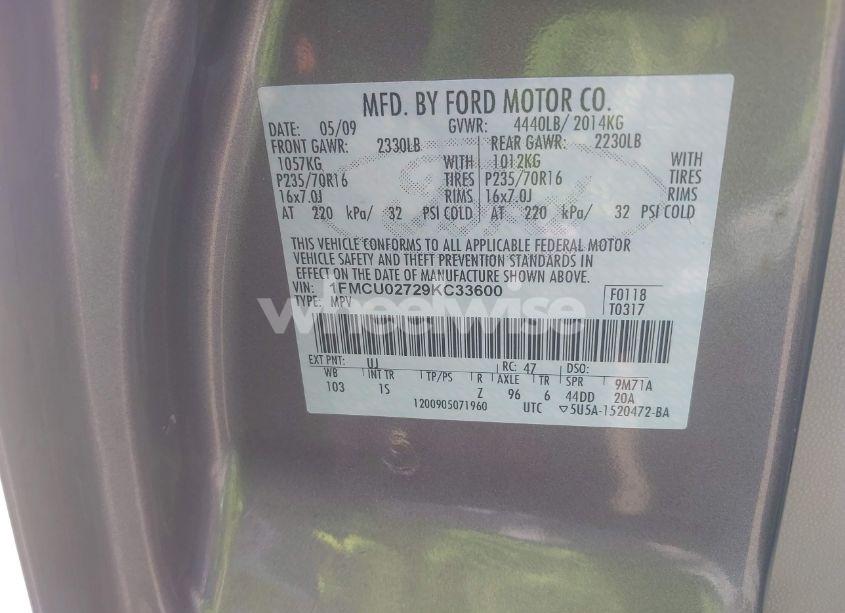 MFD. BY FORD MOTOR CO.
DATE: 05/09 GVWR: 4440LB/ 2014KG
FRONT GAWR: 2330LB REAR GAWR: 2230LB
1057KG WITH 1012KG WITH
P235/70R16 TIRES P235/70R16 TIRES
16x7.0J RIMS 16x7.0J RIMS
AT 220 kPa/ 32 PSI COLD AT 220 kPa/ 32 PSI COLD
THIS VEHICLE CONFORMS TO ALL APPLICABLE FEDERAL MOTOR
VEHICLE SAFETY AND THEFT PREVENTION STANDARDS IN
EFFECT ON THE DATE OF MANUFACTURE SHOWN ABOVE.
VIN: 1FMCU02729KC33600 F0118
TYPE: MPV T0317
wheelwise
EXT PNT: UJ RC: 47 DSO:
WB INT TR TP/PS R AXLE TR SPR 9M71A
103 1S Z 96 6 44DD 20A
1200905071960 UTC ▽5U5A-1520472-BA